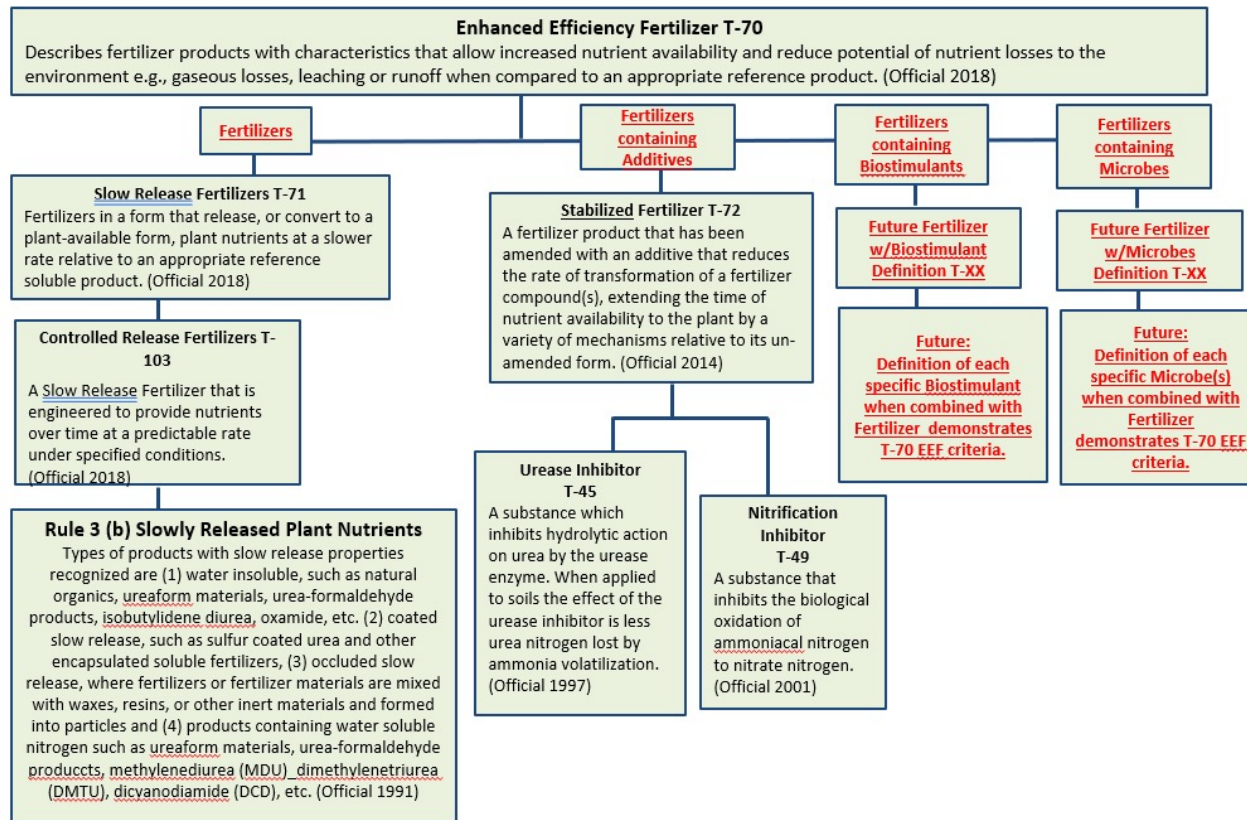 Enhanced Efficiency Fertilizer T-70
Describes fertilizer products with characteristics that allow increased nutrient availability and reduce potential of nutrient losses to the
environment e.g., gaseous losses, leaching or runoff when compared to an appropriate reference product. (Official 2018)
Fertilizers
Slow Release Fertilizers T-71
Fertilizers in a form that release, or convert to a
plant-available form, plant nutrients at a slower
rate relative to an appropriate reference
soluble product. (Official 2018)
Controlled Release Fertilizers T-
103
A Slow Release Fertilizer that is
engineered to provide nutrients
over time at a predictable rate
under specified conditions.
(Official 2018)
Rule 3 (b) Slowly Released Plant Nutrients
Types of products with slow release properties
recognized are (1) water insoluble, such as natural
organics, ureaform materials, urea-formaldehyde
products, isobutylidene diurea, oxamide, etc. (2) coated
slow release, such as sulfur coated urea and other
encapsulated soluble fertilizers, (3) occluded slow
release, where fertilizers or fertilizer materials are mixed
with waxes, resins, or other inert materials and formed
into particles and (4) products containing water soluble
nitrogen such as ureaform materials, urea-formaldehyde
produccts, methylenediurea (MDU)_dimethylenetriurea
(DMTU), dicyanodiamide (DCD), etc. (Official 1991)
Fertilizers
containing
Additives
Stabilized Fertilizer T-72
A fertilizer product that has been
amended with an additive that reduces
the rate of transformation of a fertilizer
compound(s), extending the time of
nutrient availability to the plant by a
variety of mechanisms relative to its un-
amended form. (Official 2014)
Urease Inhibitor
T-45
A substance which
inhibits hydrolytic action
on urea by the urease
enzyme. When applied
to soils the effect of the
urease inhibitor is less
urea nitrogen lost by
ammonia volatilization.
(Official 1997)
Nitrification
Inhibitor
T-49
A substance that
inhibits the biological
oxidation of
ammoniacal nitrogen
to nitrate nitrogen.
(Official 2001)
Fertilizers
containing
Biostimulants
Future Fertilizer
w/Biostimulant
Definition T-XX
Future:
Definition of each
specific Biostimulant
when combined with
Fertilizer demonstrates
T-70 EEF criteria.
Fertilizers
containing
Microbes
Future Fertilizer
w/Microbes
Definition T-XX
Future:
Definition of each
specific Microbe(s)
when combined with
Fertilizer
demonstrates T-70 EEF
criteria.